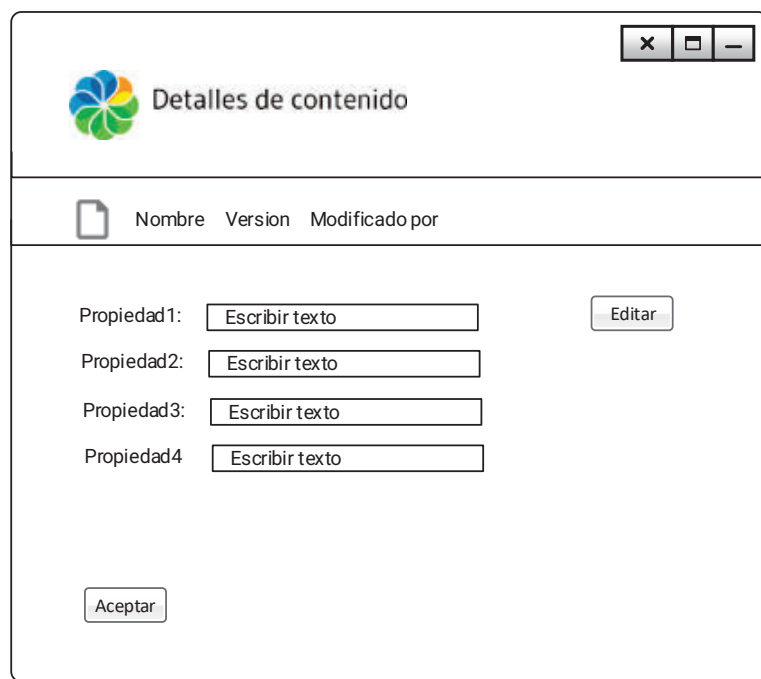 Detalles de contenido
Nombre Version Modificado por
Propiedad1: Escribir texto Editar
Propiedad2: Escribir texto
Propiedad3: Escribir texto
Propiedad4 Escribir texto
Aceptar